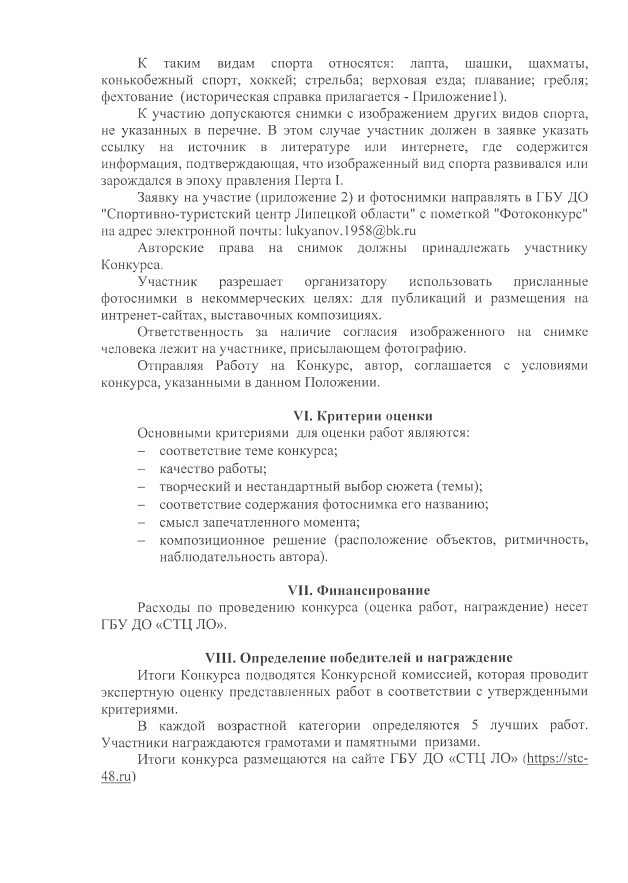 К таким видам спорта относятся: лапта, шашки, шахматы,
конькобежный спорт, хоккей; стрельба; верховая езда; плавание; гребля;
фехтование (историческая справка прилагается - Приложение1).
К участию допускаются снимки с изображением других видов спорта,
не указанных в перечне. В этом случае участник должен в заявке указать
ссылку на источник в литературе или интернете, где содержится
информация, подтверждающая, что изображенный вид спорта развивался или
зарождался в эпоху правления Перта I.
Заявку на участие (приложение 2) и фотоснимки направлять в ГБУ ДО
"Спортивно-туристский центр Липецкой области" с пометкой "Фотоконкурс"
на адрес электронной почты: lukyanov.1958@bk.ru
Авторские права на снимок должны принадлежать участнику
Конкурса.
Участник разрешает организатору использовать присланные
фотоснимки в некоммерческих целях: для публикаций и размещения на
интренет-сайтах, выставочных композициях.
Ответственность за наличие согласия изображенного на снимке
человека лежит на участнике, присылающем фотографию.
Отправляя Работу на Конкурс, автор, соглашается с условиями
конкурса, указанными в данном Положении.
VI. Критерии оценки
Основными критериями для оценки работ являются:
– соответствие теме конкурса;
– качество работы;
– творческий и нестандартный выбор сюжета (темы);
– соответствие содержания фотоснимка его названию;
– смысл запечатленного момента;
– композиционное решение (расположение объектов, ритмичность,
наблюдательность автора).
VII. Финансирование
Расходы по проведению конкурса (оценка работ, награждение) несет
ГБУ ДО «СТЦ ЛО».
VIII. Определение победителей и награждение
Итоги Конкурса подводятся Конкурсной комиссией, которая проводит
экспертную оценку представленных работ в соответствии с утвержденными
критериями.
В каждой возрастной категории определяются 5 лучших работ.
Участники награждаются грамотами и памятными призами.
Итоги конкурса размещаются на сайте ГБУ ДО «СТЦ ЛО» (https://stc-
48.ru)